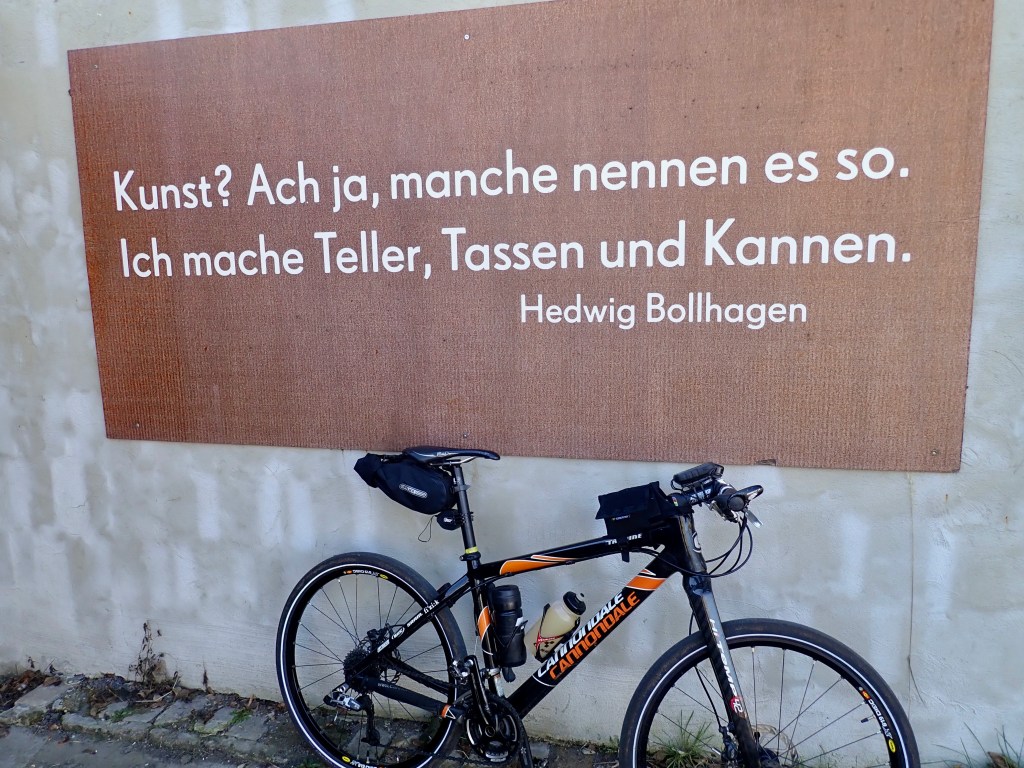 Kunst? Ach ja, manche nennen es so.
Ich mache Teller, Tassen und Kannen.
Hedwig Bollhagen
CANNONDALE
CANNONDALE